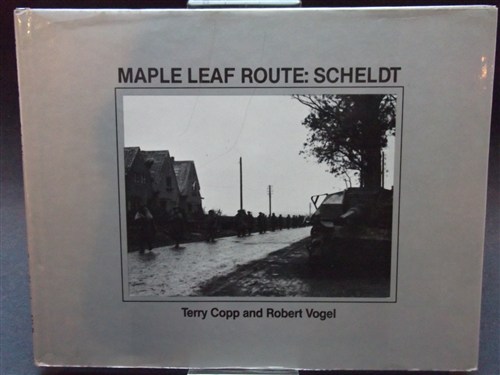 MAPLE LEAF ROUTE: SCHELDT
Terry Copp and Robert Vogel